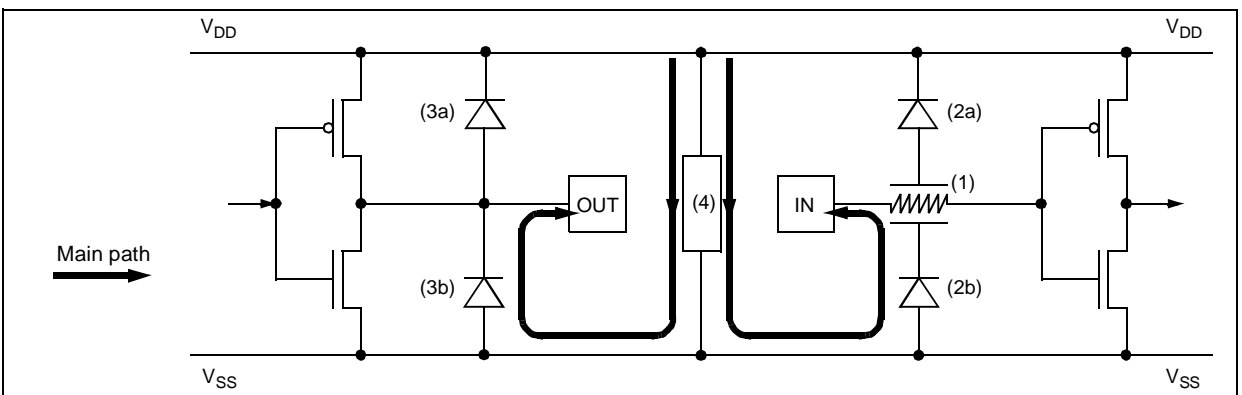 VDD VDD
(3a) (2a)
(1)
OUT (4) IN
Main path
(3b) (2b)
VSS VSS